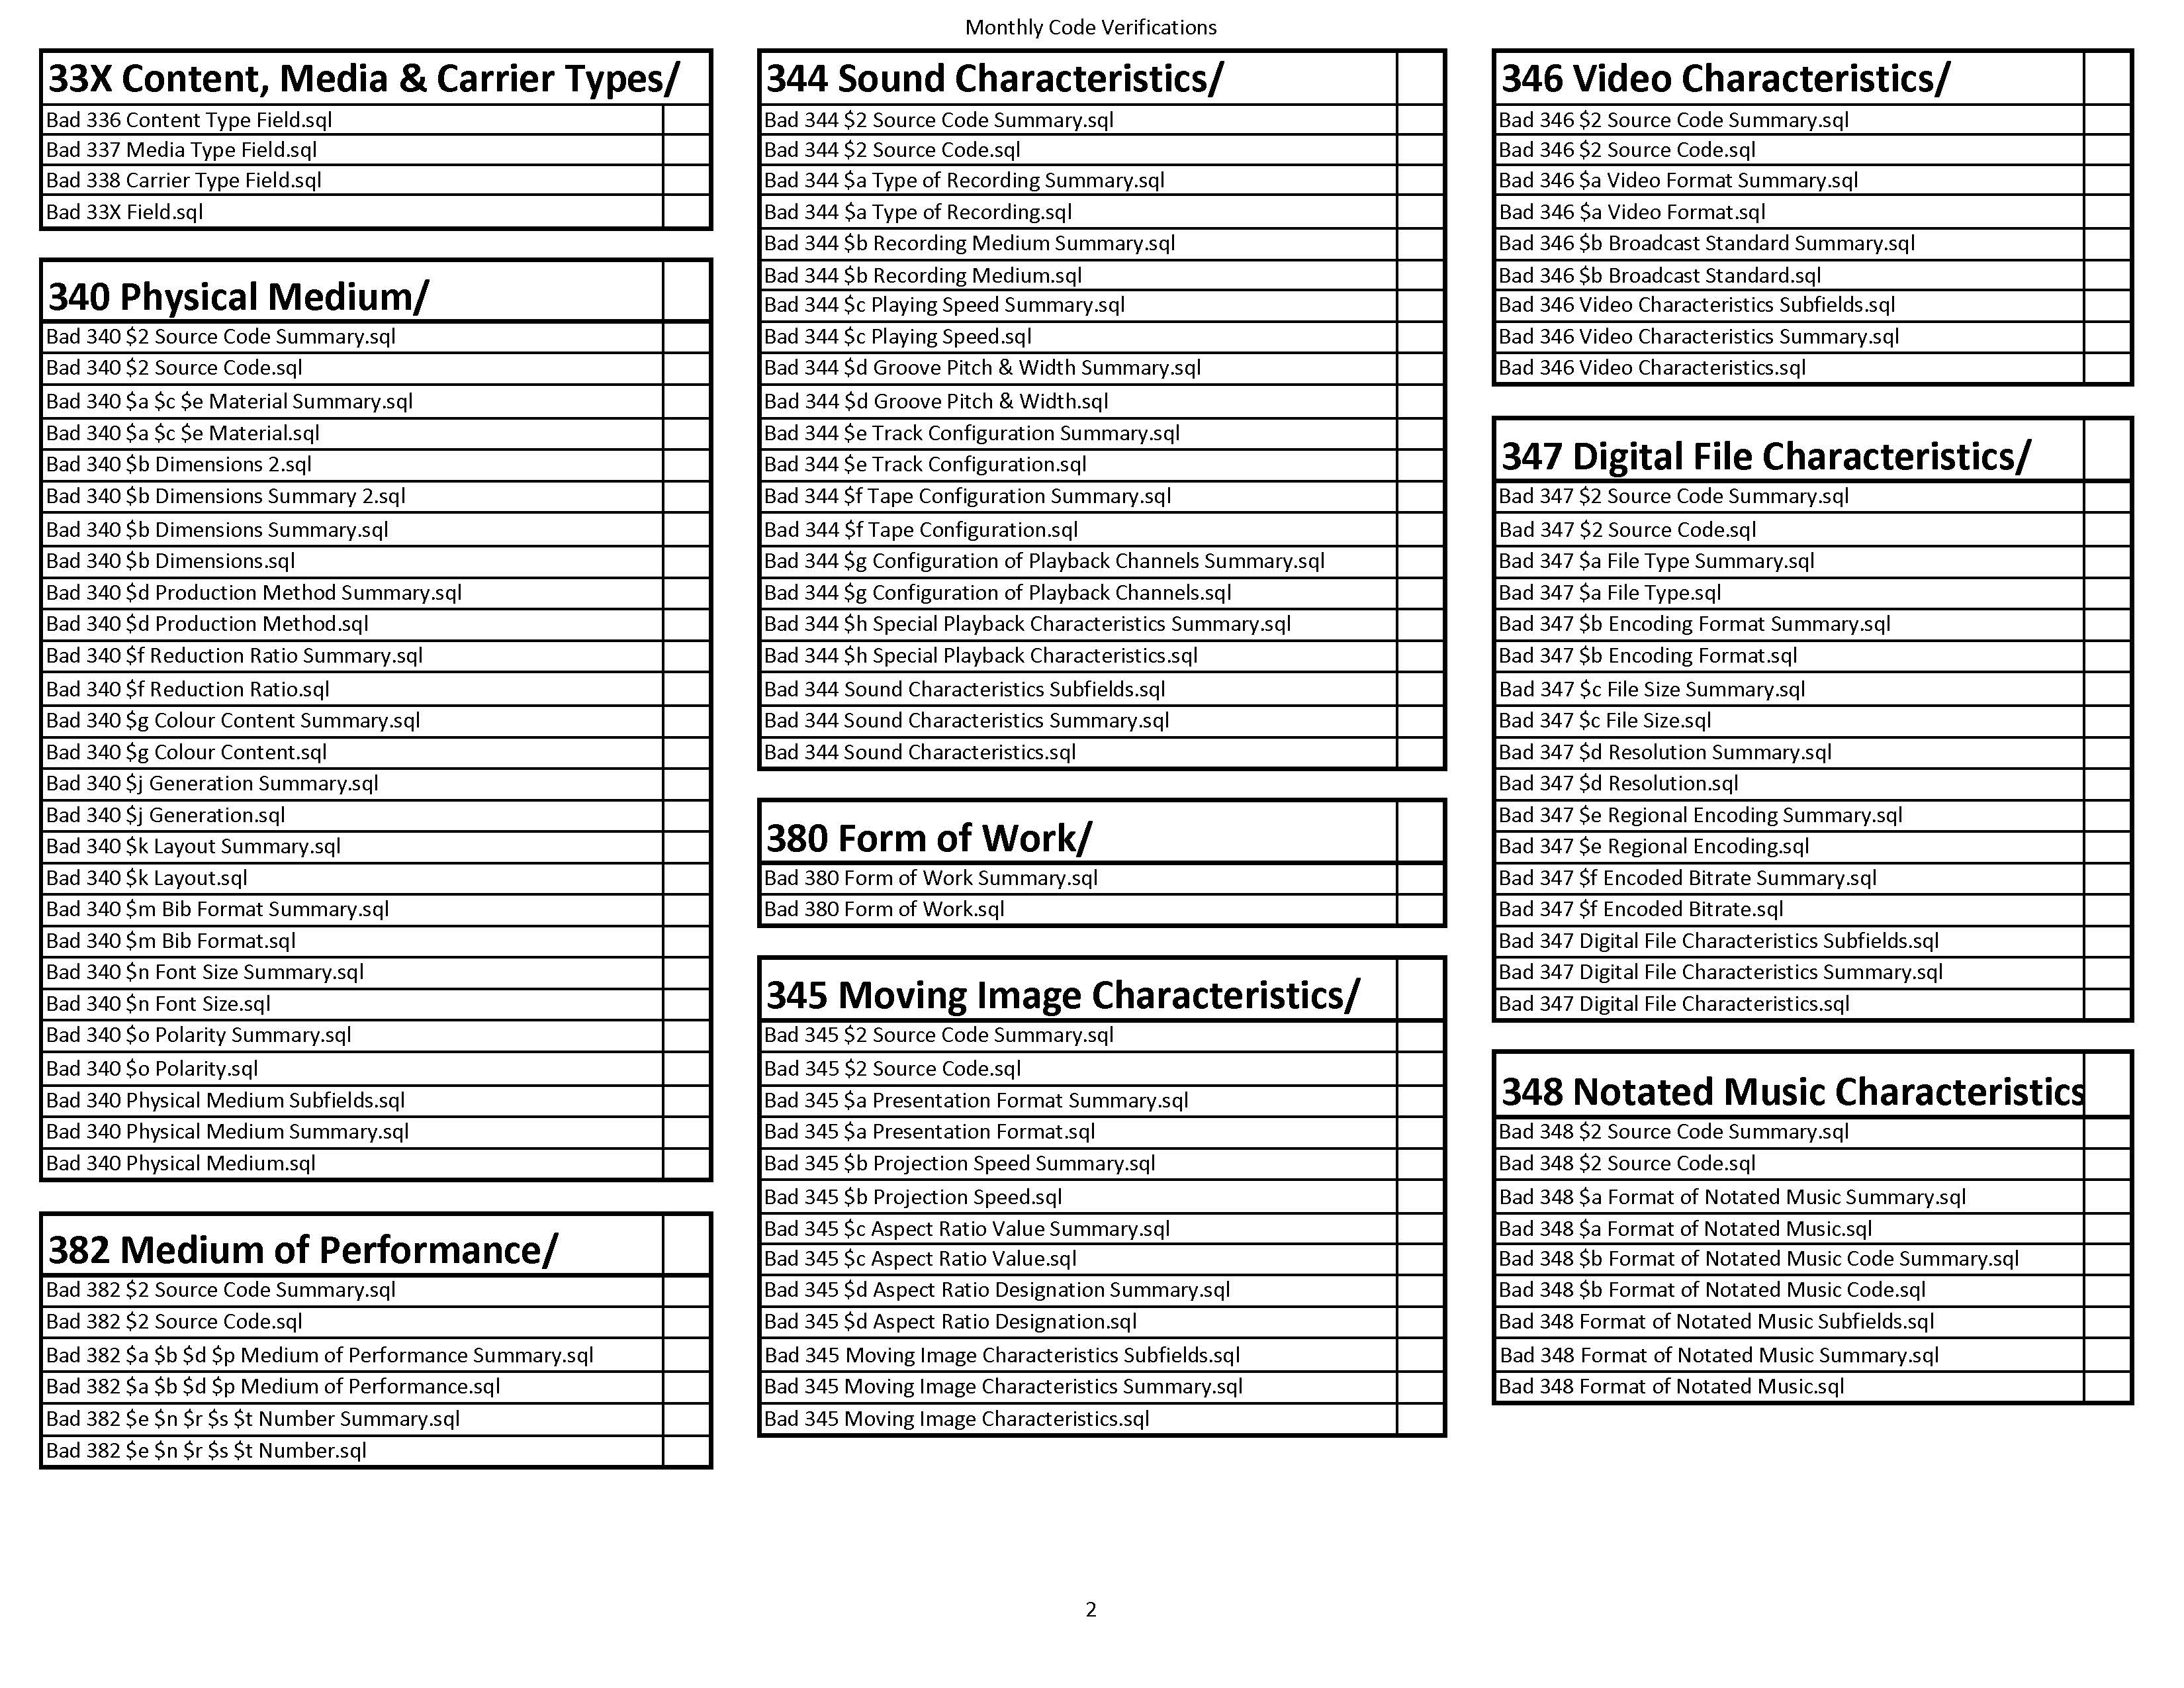 Monthly Code Verifications
33X Content, Media & Carrier Types/
Bad 336 Content Type Field.sql
Bad 337 Media Type Field.sql
Bad 338 Carrier Type Field.sql
Bad 33X Field.sql
340 Physical Medium/
Bad 340 $2 Source Code Summary.sql
Bad 340 $2 Source Code.sql
Bad 340 $a $c $e Material Summary.sql
Bad 340 $a $c $e Material.sql
Bad 340 $b Dimensions 2.sql
Bad 340 $b Dimensions Summary 2.sql
Bad 340 $b Dimensions Summary.sql
Bad 340 $b Dimensions.sql
Bad 340 $d Production Method Summary.sql
Bad 340 $d Production Method.sql
Bad 340 $f Reduction Ratio Summary.sql
Bad 340 $f Reduction Ratio.sql
Bad 340 $g Colour Content Summary.sql
Bad 340 $g Colour Content.sql
Bad 340 $j Generation Summary.sql
Bad 340 $j Generation.sql
Bad 340 $k Layout Summary.sql
Bad 340 $k Layout.sql
Bad 340 $m Bib Format Summary.sql
Bad 340 $m Bib Format.sql
Bad 340 $n Font Size Summary.sql
Bad 340 $n Font Size.sql
Bad 340 $o Polarity Summary.sql
Bad 340 $o Polarity.sql
Bad 340 Physical Medium Subfields.sql
Bad 340 Physical Medium Summary.sql
Bad 340 Physical Medium.sql
382 Medium of Performance/
Bad 382 $2 Source Code Summary.sql
Bad 382 $2 Source Code.sql
Bad 382 $a $b $d $p Medium of Performance Summary.sql
Bad 382 $a $b $d $p Medium of Performance.sql
Bad 382 $e $n $r $s $t Number Summary.sql
Bad 382 $e $n $r $s $t Number.sql
344 Sound Characteristics/
Bad 344 $2 Source Code Summary.sql
Bad 344 $2 Source Code.sql
Bad 344 $a Type of Recording Summary.sql
Bad 344 $a Type of Recording.sql
Bad 344 $b Recording Medium Summary.sql
Bad 344 $b Recording Medium.sql
Bad 344 $c Playing Speed Summary.sql
Bad 344 $c Playing Speed.sql
Bad 344 $d Groove Pitch & Width Summary.sql
Bad 344 $d Groove Pitch & Width.sql
Bad 344 $e Track Configuration Summary.sql
Bad 344 $e Track Configuration.sql
Bad 344 $f Tape Configuration Summary.sql
Bad 344 $f Tape Configuration.sql
Bad 344 $g Configuration of Playback Channels Summary.sql
Bad 344 $g Configuration of Playback Channels.sql
Bad 344 $h Special Playback Characteristics Summary.sql
Bad 344 $h Special Playback Characteristics.sql
Bad 344 Sound Characteristics Subfields.sql
Bad 344 Sound Characteristics Summary.sql
Bad 344 Sound Characteristics.sql
380 Form of Work/
Bad 380 Form of Work Summary.sql
Bad 380 Form of Work.sql
345 Moving Image Characteristics/
Bad 345 $2 Source Code Summary.sql
Bad 345 $2 Source Code.sql
Bad 345 $a Presentation Format Summary.sql
Bad 345 $a Presentation Format.sql
Bad 345 $b Projection Speed Summary.sql
Bad 345 $b Projection Speed.sql
Bad 345 $c Aspect Ratio Value Summary.sql
Bad 345 $c Aspect Ratio Value.sql
Bad 345 $d Aspect Ratio Designation Summary.sql
Bad 345 $d Aspect Ratio Designation.sql
Bad 345 Moving Image Characteristics Subfields.sql
Bad 345 Moving Image Characteristics Summary.sql
Bad 345 Moving Image Characteristics.sql
346 Video Characteristics/
Bad 346 $2 Source Code Summary.sql
Bad 346 $2 Source Code.sql
Bad 346 $a Video Format Summary.sql
Bad 346 $a Video Format.sql
Bad 346 $b Broadcast Standard Summary.sql
Bad 346 $b Broadcast Standard.sql
Bad 346 Video Characteristics Subfields.sql
Bad 346 Video Characteristics Summary.sql
Bad 346 Video Characteristics.sql
347 Digital File Characteristics/
Bad 347 $2 Source Code Summary.sql
Bad 347 $2 Source Code.sql
Bad 347 $a File Type Summary.sql
Bad 347 $a File Type.sql
Bad 347 $b Encoding Format Summary.sql
Bad 347 $b Encoding Format.sql
Bad 347 $c File Size Summary.sql
Bad 347 $c File Size.sql
Bad 347 $d Resolution Summary.sql
Bad 347 $d Resolution.sql
Bad 347 $e Regional Encoding Summary.sql
Bad 347 $e Regional Encoding.sql
Bad 347 $f Encoded Bitrate Summary.sql
Bad 347 $f Encoded Bitrate.sql
Bad 347 Digital File Characteristics Subfields.sql
Bad 347 Digital File Characteristics Summary.sql
Bad 347 Digital File Characteristics.sql
348 Notated Music Characteristics
Bad 348 $2 Source Code Summary.sql
Bad 348 $2 Source Code.sql
Bad 348 $a Format of Notated Music Summary.sql
Bad 348 $a Format of Notated Music.sql
Bad 348 $b Format of Notated Music Code Summary.sql
Bad 348 $b Format of Notated Music Code.sql
Bad 348 Format of Notated Music Subfields.sql
Bad 348 Format of Notated Music Summary.sql
Bad 348 Format of Notated Music.sql
2